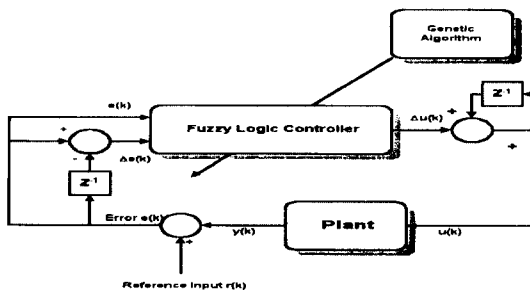 Genetic
Algorithm
e(k)
Z-1
Fuzzy Logic Controller
Δu(k)
+
+
+
-
Δe(k)
Z-1
Error e(k)
y(k)
Plant
u(k)
+
Reference Input r(k)